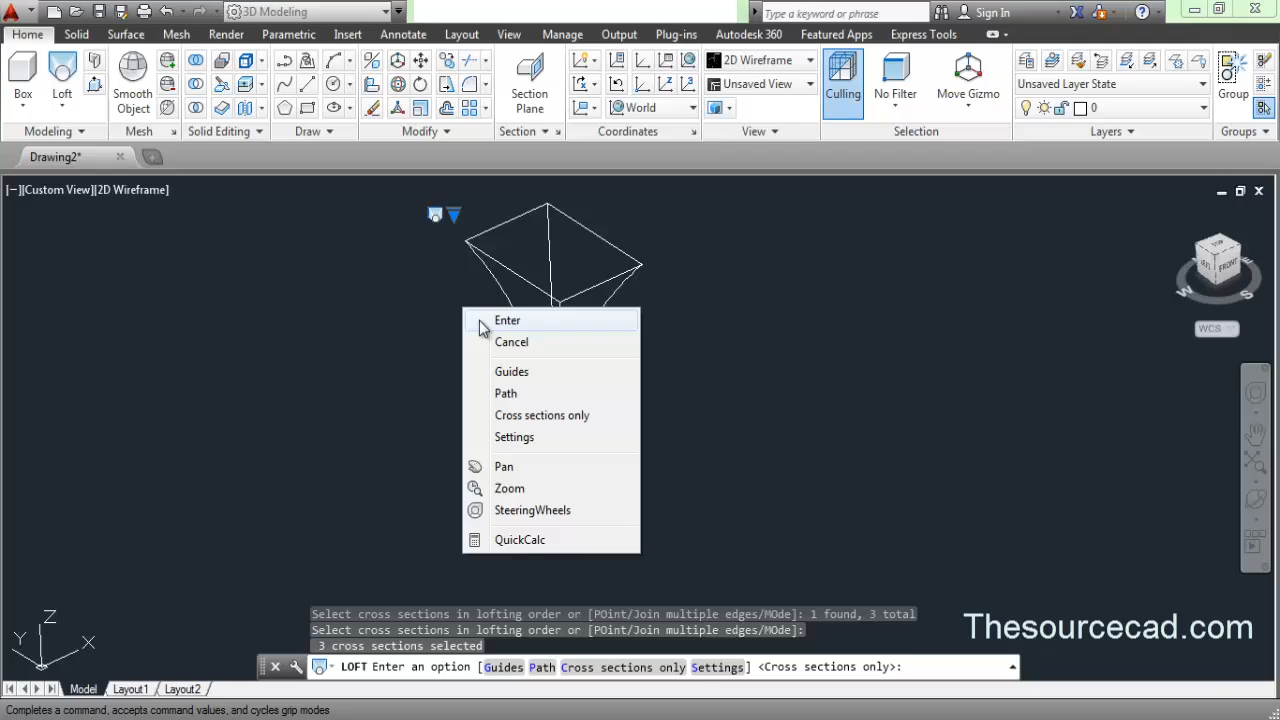 3D Modeling
Type a keyword or phrase
Sign In
Home Solid Surface Mesh Render Parametric Insert Annotate Layout View Manage Output Plug-ins Autodesk 360 Featured Apps Express Tools
2D Wireframe
Unsaved View
World
Unsaved Layer State
0
Box
Loft
Smooth
Object
Section
Plane
Culling
No Filter
Move Gizmo
Group
Modeling Mesh Solid Editing Draw Modify Section Coordinates View Selection Layers Groups
Drawing2*
[−][Custom View][2D Wireframe]
TOP
FRONT
W
S
WCS
Enter
Cancel
Guides
Path
Cross sections only
Settings
Pan
Zoom
SteeringWheels
QuickCalc
Z
Y
X
Select cross sections in lofting order or [POint/Join multiple edges/MOde]: 1 found, 3 total
Select cross sections in lofting order or [POint/Join multiple edges/MOde]:
3 cross sections selected
Thesourcecad.com
LOFT Enter an option [Guides Path Cross sections only Settings] <Cross sections only>:
Model Layout1 Layout2
Completes a command, accepts command values, and cycles grip modes